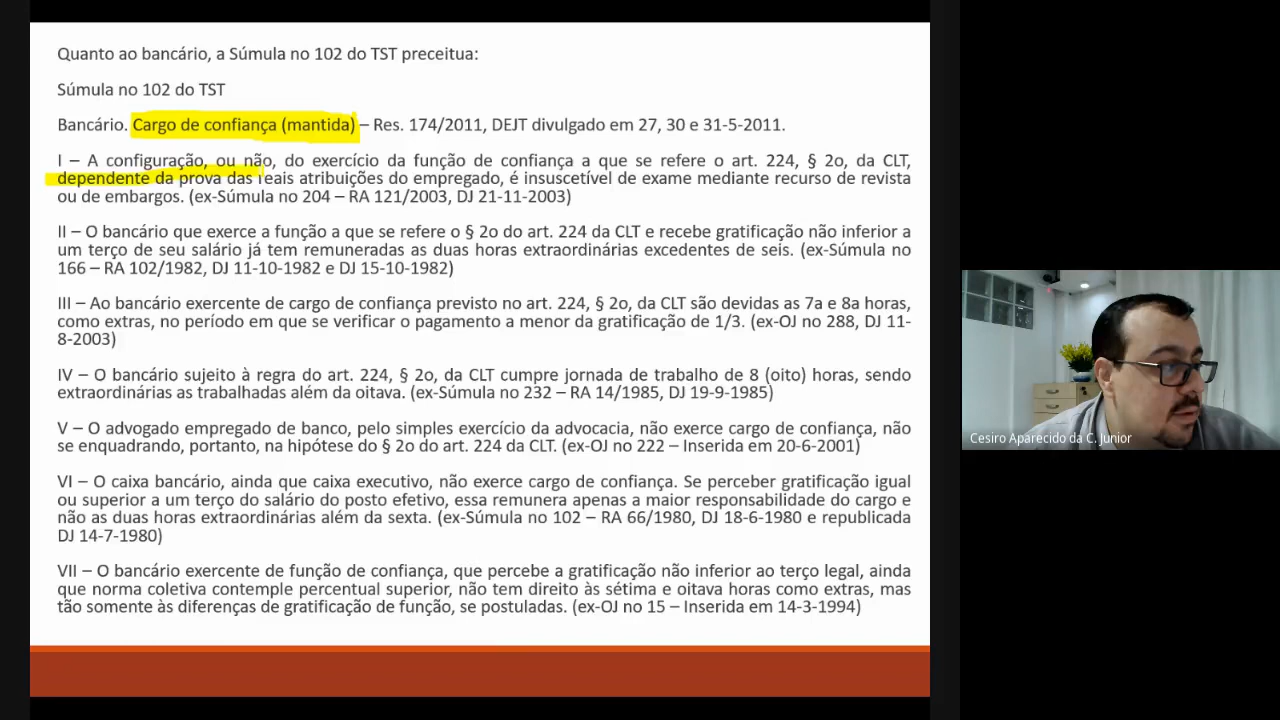 Quanto ao bancário, a Súmula no 102 do TST preceitua:
Súmula no 102 do TST
Bancário. Cargo de confiança (mantida) – Res. 174/2011, DEJT divulgado em 27, 30 e 31-5-2011.
I – A configuração, ou não, do exercício da função de confiança a que se refere o art. 224, § 2o, da CLT,
dependente da prova das reais atribuições do empregado, é insuscetível de exame mediante recurso de revista
ou de embargos. (ex-Súmula no 204 – RA 121/2003, DJ 21-11-2003)
II – O bancário que exerce a função a que se refere o § 2o do art. 224 da CLT e recebe gratificação não inferior a
um terço de seu salário já tem remuneradas as duas horas extraordinárias excedentes de seis. (ex-Súmula no
166 – RA 102/1982, DJ 11-10-1982 e DJ 15-10-1982)
III – Ao bancário exercente de cargo de confiança previsto no art. 224, § 2o, da CLT são devidas as 7a e 8a horas,
como extras, no período em que se verificar o pagamento a menor da gratificação de 1/3. (ex-OJ no 288, DJ 11-
8-2003)
IV – O bancário sujeito à regra do art. 224, § 2o, da CLT cumpre jornada de trabalho de 8 (oito) horas, sendo
extraordinárias as trabalhadas além da oitava. (ex-Súmula no 232 – RA 14/1985, DJ 19-9-1985)
V – O advogado empregado de banco, pelo simples exercício da advocacia, não exerce cargo de confiança, não
se enquadrando, portanto, na hipótese do § 2o do art. 224 da CLT. (ex-OJ no 222 – Inserida em 20-6-2001)
VI – O caixa bancário, ainda que caixa executivo, não exerce cargo de confiança. Se perceber gratificação igual
ou superior a um terço do salário do posto efetivo, essa remunera apenas a maior responsabilidade do cargo e
não as duas horas extraordinárias além da sexta. (ex-Súmula no 102 – RA 66/1980, DJ 18-6-1980 e republicada
DJ 14-7-1980)
VII – O bancário exercente de função de confiança, que percebe a gratificação não inferior ao terço legal, ainda
que norma coletiva contemple percentual superior, não tem direito às sétima e oitava horas como extras, mas
tão somente às diferenças de gratificação de função, se postuladas. (ex-OJ no 15 – Inserida em 14-3-1994)
Cesiro Aparecido da C. Junior